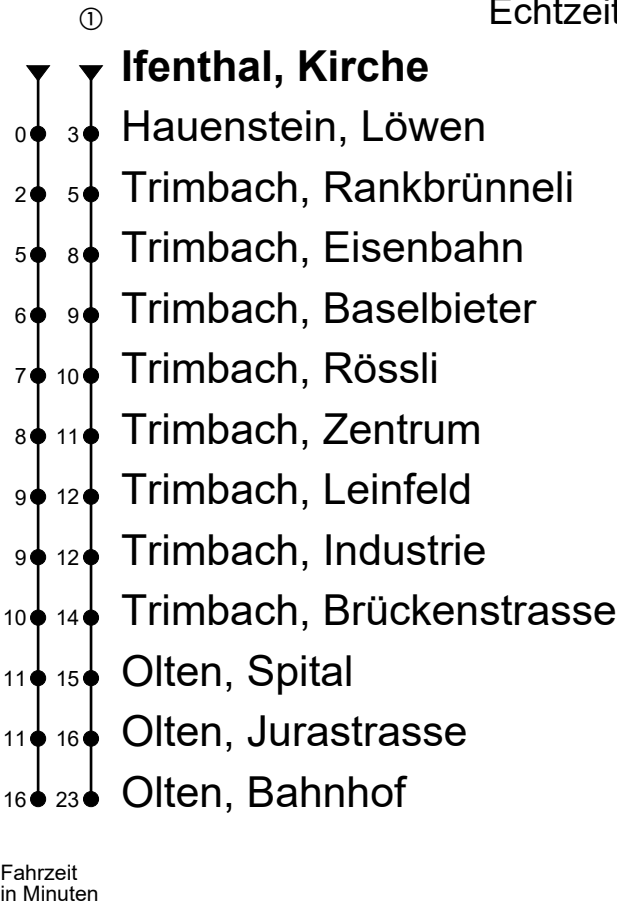 ① Echtzeit
Ifenthal, Kirche
0 3 Hauenstein, Löwen
2 5 Trimbach, Rankbrünneli
5 8 Trimbach, Eisenbahn
6 9 Trimbach, Baselbieter
7 10 Trimbach, Rössli
8 11 Trimbach, Zentrum
9 12 Trimbach, Leinfeld
9 12 Trimbach, Industrie
10 14 Trimbach, Brückenstrasse
11 15 Olten, Spital
11 16 Olten, Jurastrasse
16 23 Olten, Bahnhof
Fahrzeit
in Minuten